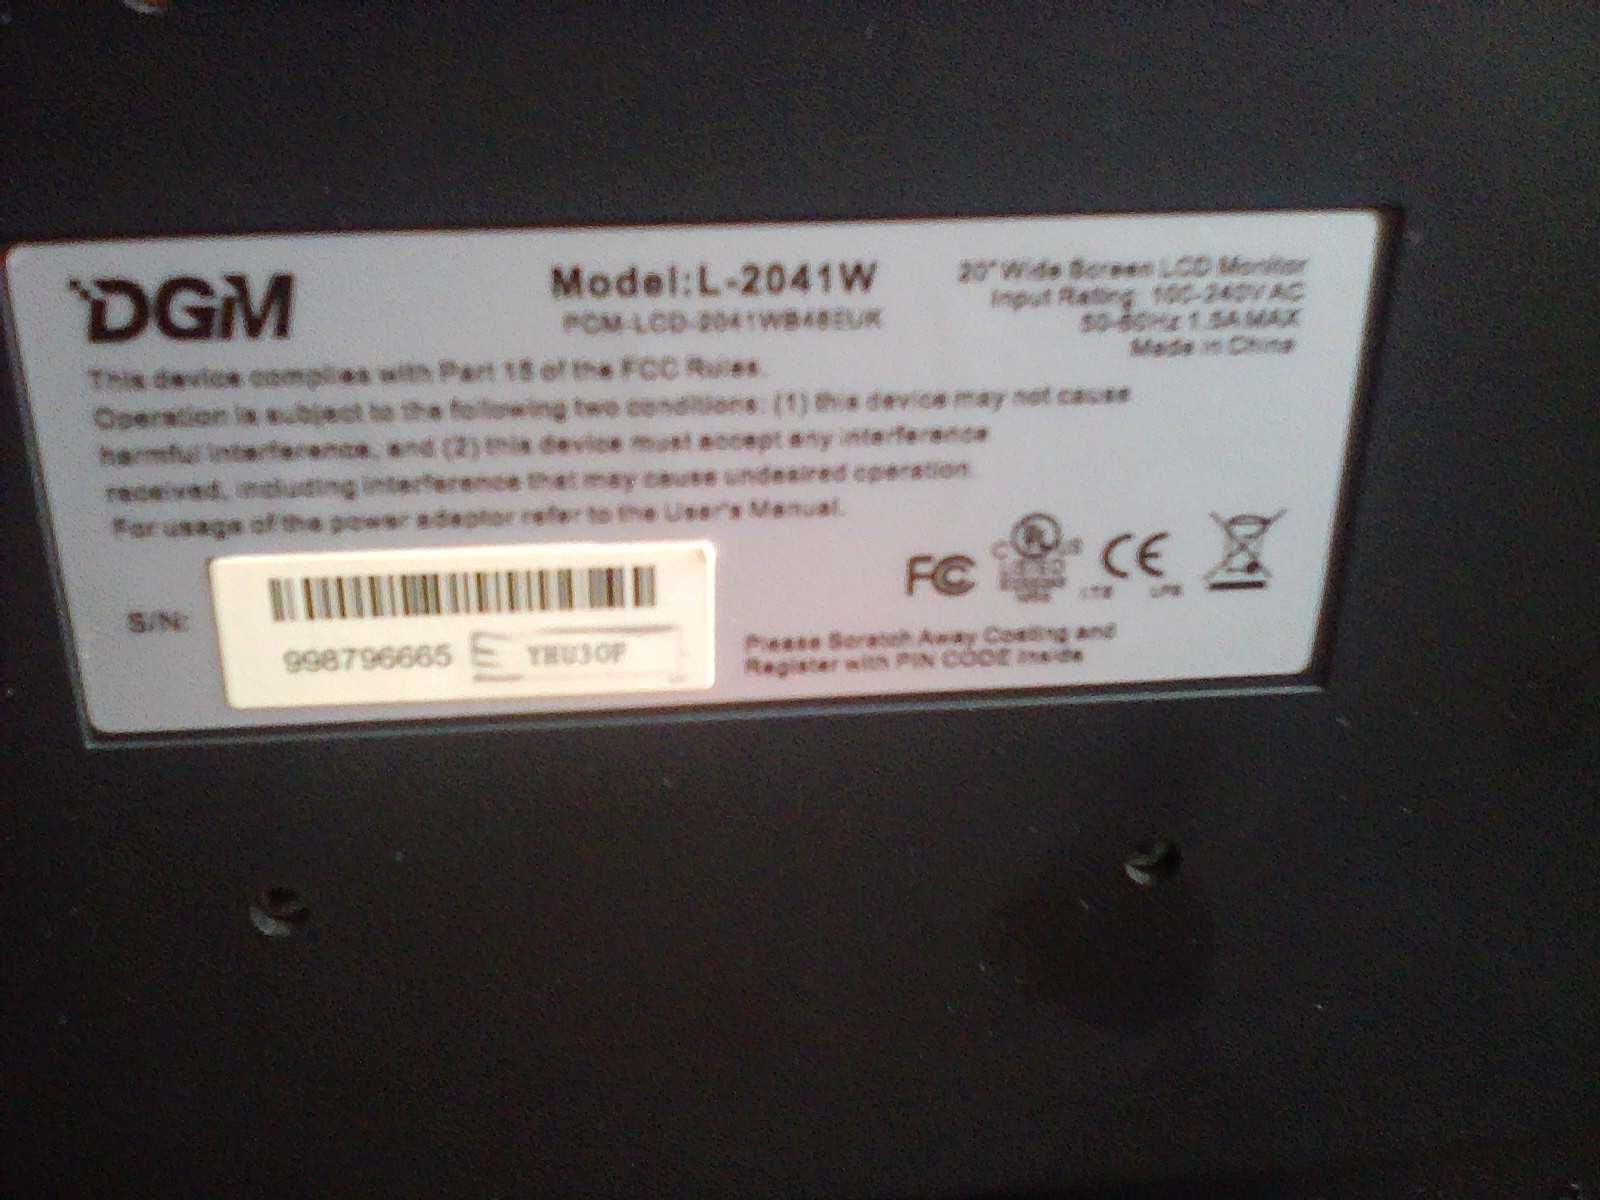 DGM
Model:L-2041W
20" Wide Screen LCD Monitor
Input Rating: 100-240V AC
50-60Hz 1.5A MAX
Made in China
This device complies with Part 15 of the FCC Rules.
Operation is subject to the following two conditions: (1) this device may not cause
harmful interference, and (2) this device must accept any interference
received, including interference that may cause undesired operation.
For usage of the power adaptor refer to the User's Manual.
FC CE
S/N:
998796665
Please Scratch Away Coating and
Register with PIN CODE Inside